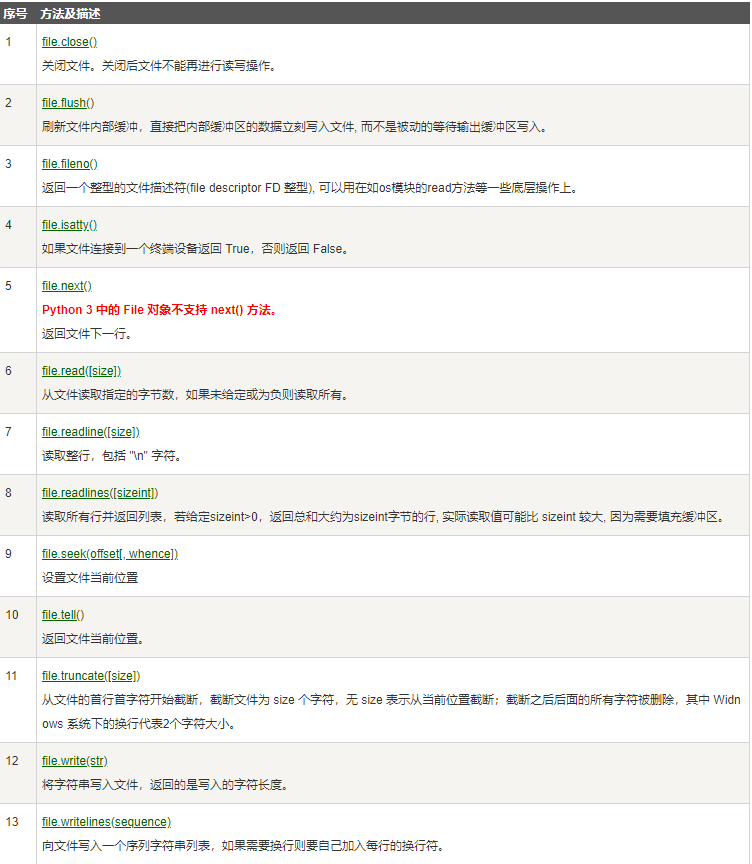 序号 方法及描述
1 file.close()
关闭文件。关闭后文件不能再进行读写操作。
2 file.flush()
刷新文件内部缓冲，直接把内部缓冲区的数据立刻写入文件, 而不是被动的等待输出缓冲区写入。
3 file.fileno()
返回一个整型的文件描述符(file descriptor FD 整型), 可以用在如os模块的read方法等一些底层操作上。
4 file.isatty()
如果文件连接到一个终端设备返回 True，否则返回 False。
5 file.next()
Python 3 中的 File 对象不支持 next() 方法。
返回文件下一行。
6 file.read([size])
从文件读取指定的字节数，如果未给定或为负则读取所有。
7 file.readline([size])
读取整行，包括 "\n" 字符。
8 file.readlines([sizeint])
读取所有行并返回列表，若给定sizeint>0，返回总和大约为sizeint字节的行, 实际读取值可能比 sizeint 较大, 因为需要填充缓冲区。
9 file.seek(offset[, whence])
设置文件当前位置
10 file.tell()
返回文件当前位置。
11 file.truncate([size])
从文件的首行首字符开始截断，截断文件为 size 个字符，无 size 表示从当前位置截断；截断之后后面的所有字符被删除，其中 Widn
ows 系统下的换行代表2个字符大小。
12 file.write(str)
将字符串写入文件，返回的是写入的字符长度。
13 file.writelines(sequence)
向文件写入一个序列字符串列表，如果需要换行则要自己加入每行的换行符。